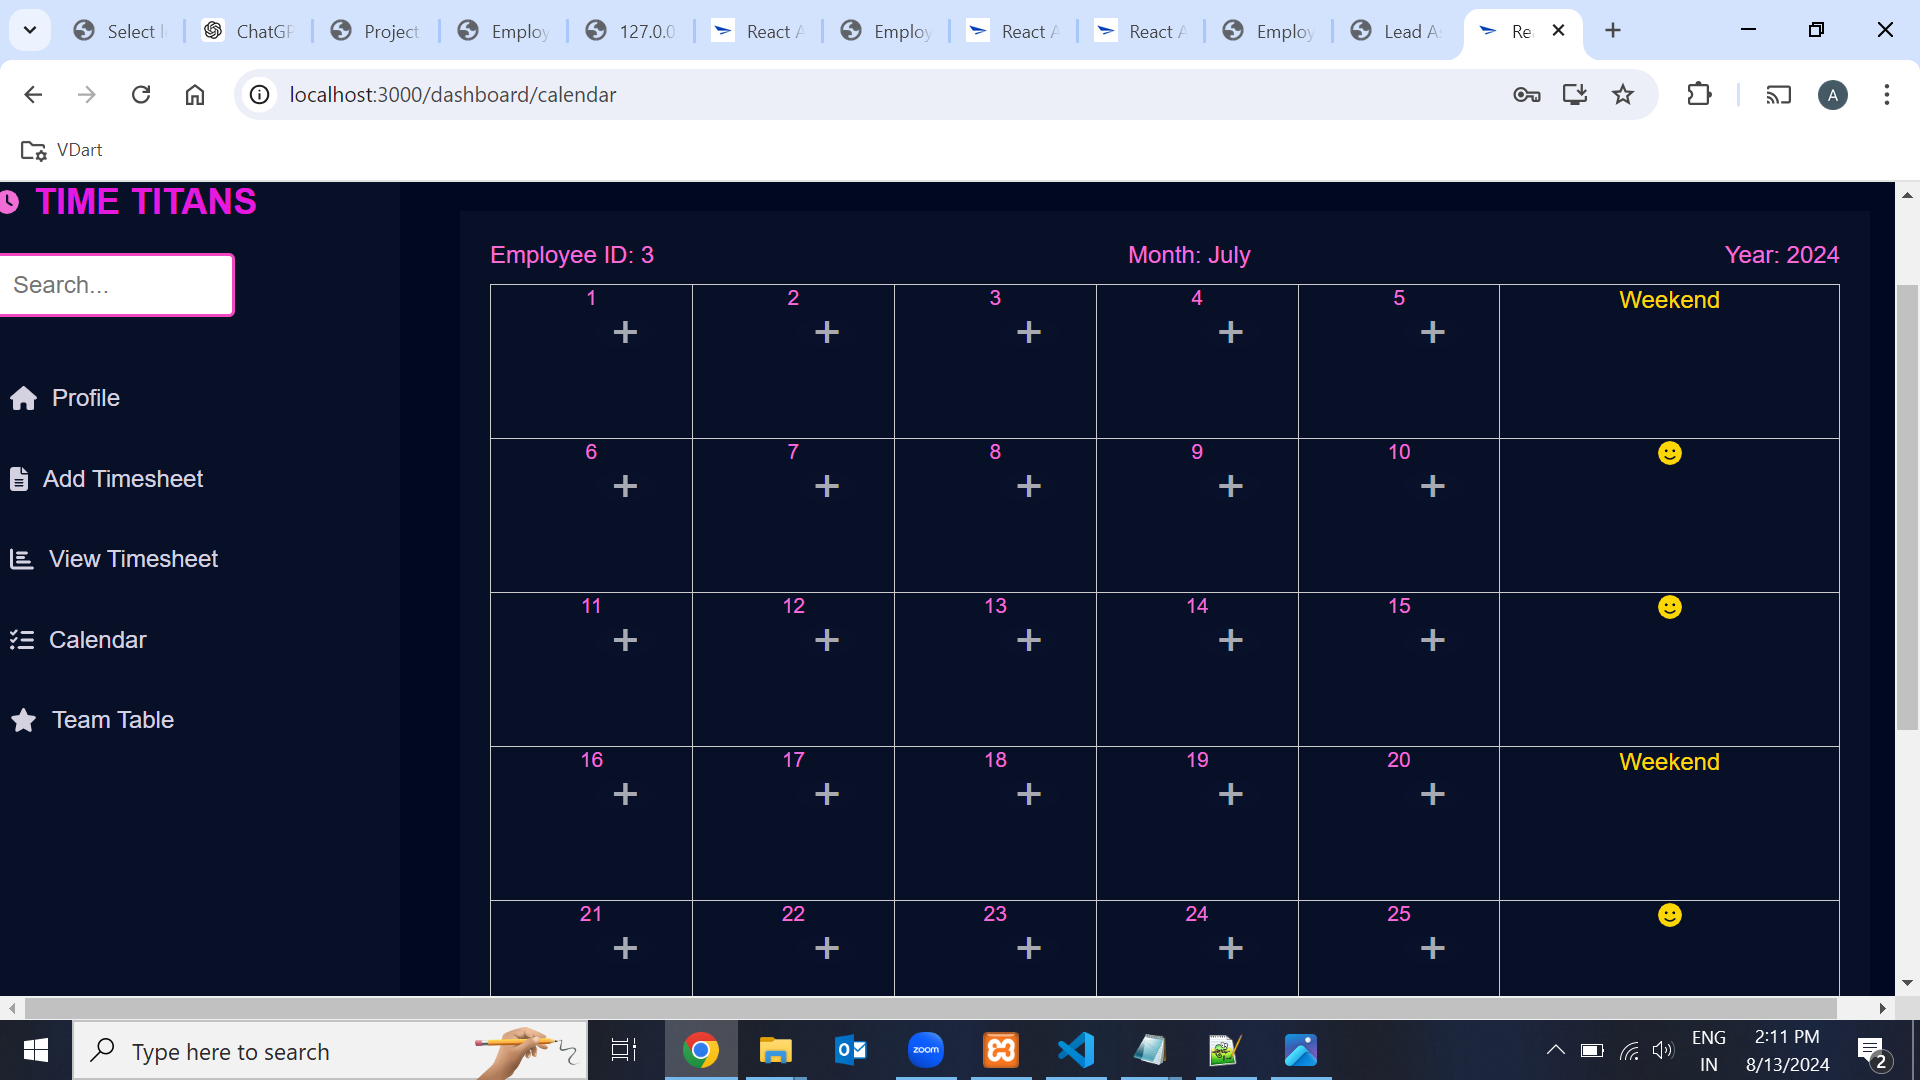 Select l
ChatGP
Project
Employ
127.0.0
React A
Employ
React A
React A
Employ
Lead A
Re
localhost:3000/dashboard/calendar
A
VDart
TIME TITANS
Search...
Profile
Add Timesheet
View Timesheet
Calendar
Team Table
Employee ID: 3 Month: July Year: 2024
1 2 3 4 5 Weekend
+ + + + +
6 7 8 9 10
+ + + + +
11 12 13 14 15
+ + + + +
16 17 18 19 20 Weekend
+ + + + +
21 22 23 24 25
+ + + + +
Type here to search
zoom
ENG
IN
2:11 PM
8/13/2024
2